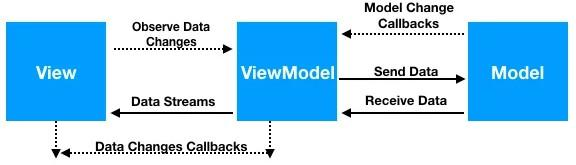 Model Change
Callbacks
Observe Data
Changes
View
ViewModel
Model
Send Data
Data Streams
Receive Data
Data Changes Callbacks